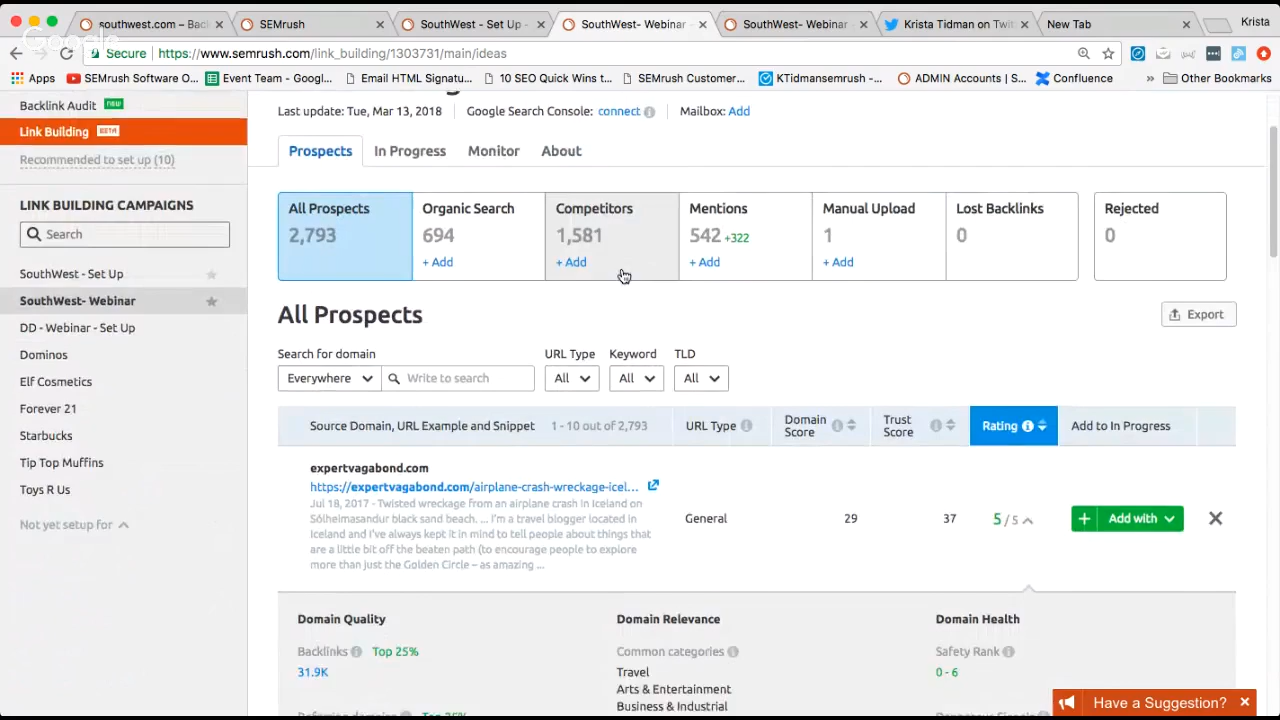 southwest.com – Back
SEMrush
SouthWest - Set Up -
SouthWest- Webinar
SouthWest- Webinar
Krista Tidman on Twitt
New Tab
Krista
Google
Secure
https://www.semrush.com/link_building/1303731/main/ideas
Apps
SEMrush Software O...
Event Team - Googl...
Email HTML Signatu...
10 SEO Quick Wins t...
SEMrush Customer...
KTidmansemrush -...
ADMIN Accounts | S...
Confluence
»
Other Bookmarks
Backlink Audit new
Link Building BETA
Recommended to set up (10)
LINK BUILDING CAMPAIGNS
Search
SouthWest - Set Up
SouthWest- Webinar
DD - Webinar - Set Up
Dominos
Elf Cosmetics
Forever 21
Starbucks
Tip Top Muffins
Toys R Us
Not yet setup for
Last update: Tue, Mar 13, 2018
Google Search Console: connect
Mailbox: Add
Prospects
In Progress
Monitor
About
All Prospects
2,793
Organic Search
694
+ Add
Competitors
1,581
+ Add
Mentions
542 +322
+ Add
Manual Upload
1
+ Add
Lost Backlinks
0
Rejected
0
All Prospects
Export
Search for domain
Everywhere
Write to search
URL Type
All
Keyword
All
TLD
All
Source Domain, URL Example and Snippet
1 - 10 out of 2,793
URL Type
Domain
Score
Trust
Score
Rating
Add to In Progress
expertvagabond.com
https://expertvagabond.com/airplane-crash-wreckage-icel...
Jul 18, 2017 - Twisted wreckage from an airplane crash in Iceland on
Sólheimasandur black sand beach. ... I'm a travel blogger located in
Iceland and I've always kept it in mind to tell people about things that
are a little bit off the beaten path (to encourage people to explore
more than just the Golden Circle – as amazing ...
General
29
37
5 / 5
+ Add with
Domain Quality
Backlinks
Top 25%
31.9K
Domain Relevance
Common categories
Travel
Arts & Entertainment
Business & Industrial
Domain Health
Safety Rank
0 - 6
Have a Suggestion?